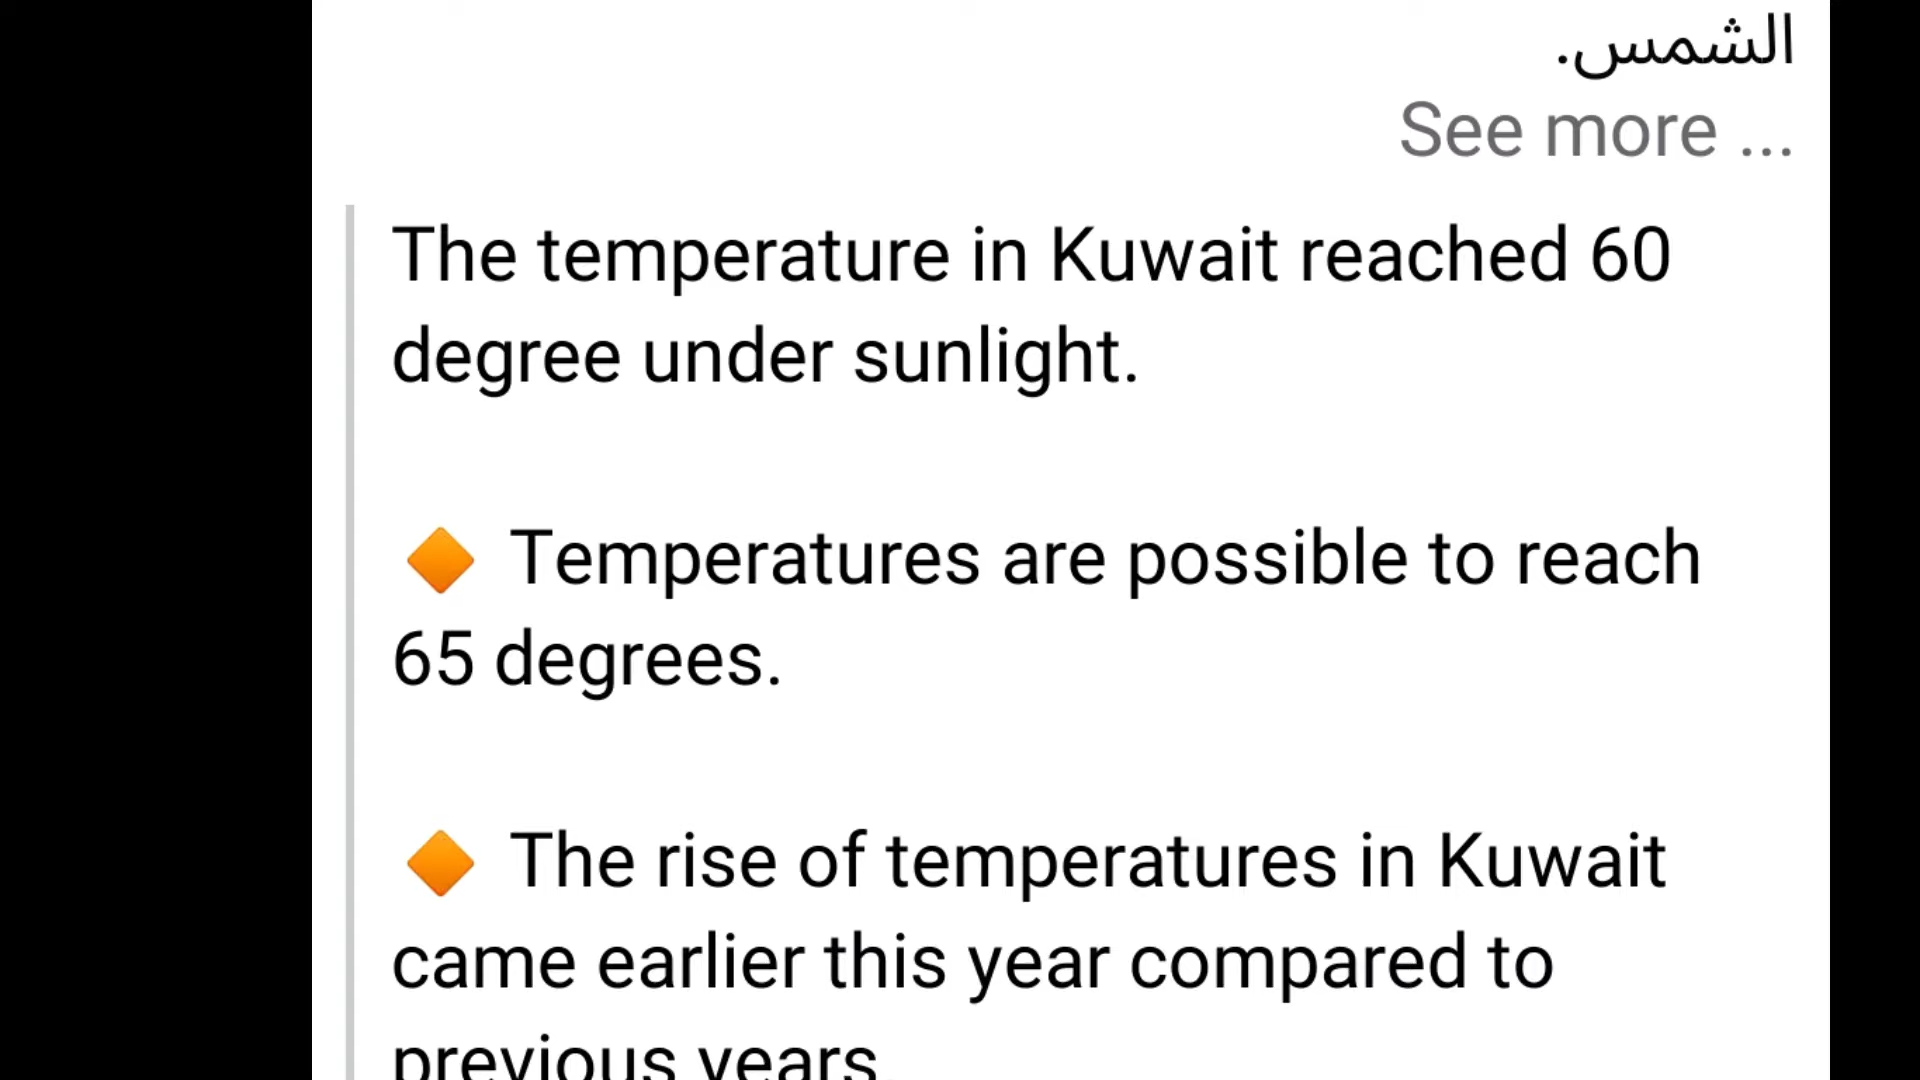 الشمس.
See more ...
The temperature in Kuwait reached 60
degree under sunlight.
🔶 Temperatures are possible to reach
65 degrees.
🔶 The rise of temperatures in Kuwait
came earlier this year compared to
previous years.